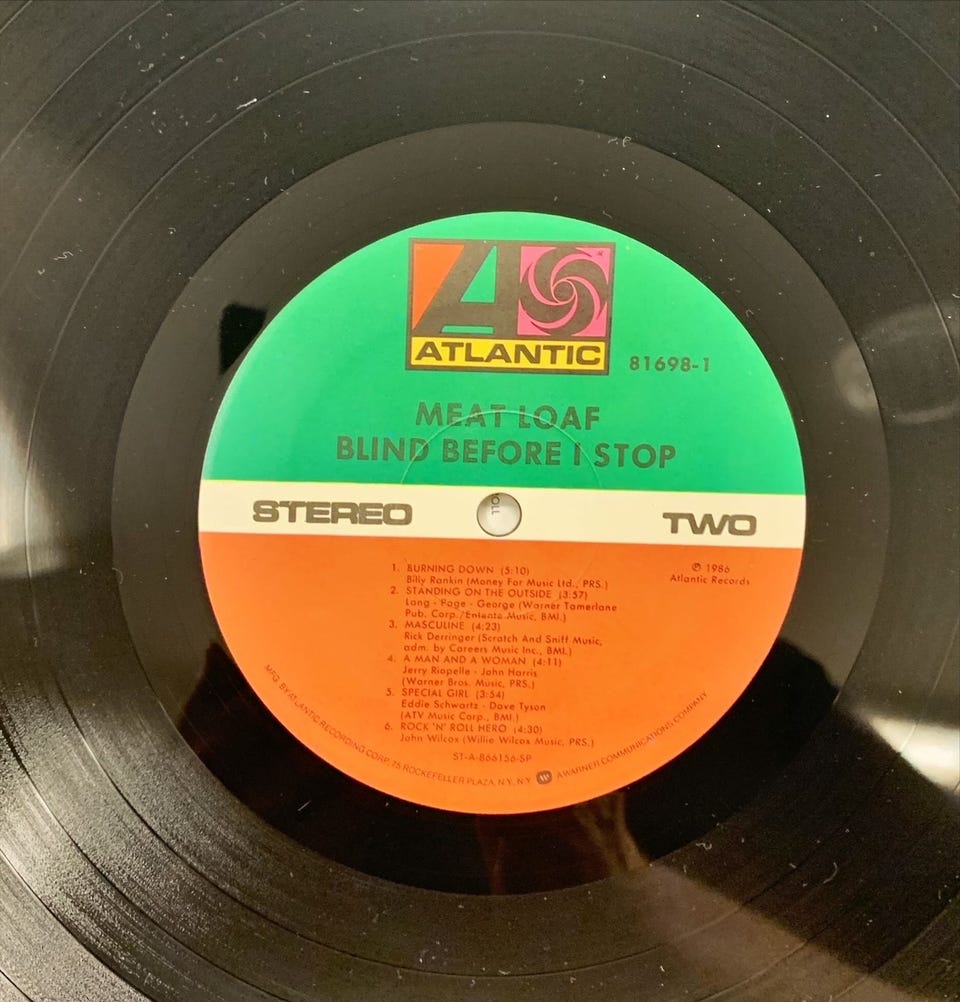 ATLANTIC
81698-1
MEAT LOAF
BLIND BEFORE I STOP
STEREO
TWO
℗ 1986
Atlantic Records
1. BURNING DOWN (5:10)
Billy Rankin (Money For Music Ltd., PRS.)
2. STANDING ON THE OUTSIDE (3:57)
Long - Page - George (Warner Tamerlane
Pub. Corp./Entente Music, BMI.)
3. MASCULINE (4:23)
Rick Derringer (Scratch And Sniff Music,
adm. by Careers Music Inc., BMI.)
4. A MAN AND A WOMAN (4:11)
Jerry Riopelle - John Harris
(Warner Bros. Music, PRS.)
5. SPECIAL GIRL (3:54)
Eddie Schwartz - Dave Tyson
(ATV Music Corp., BMI.)
6. ROCK 'N' ROLL HERO (4:30)
John Wilcox (Willie Wilcox Music, PRS.)
ST-A-866156-SP
MFG. BY ATLANTIC RECORDING CORP., 75 ROCKEFELLER PLAZA, N.Y., N.Y. A WARNER COMMUNICATIONS COMPANY